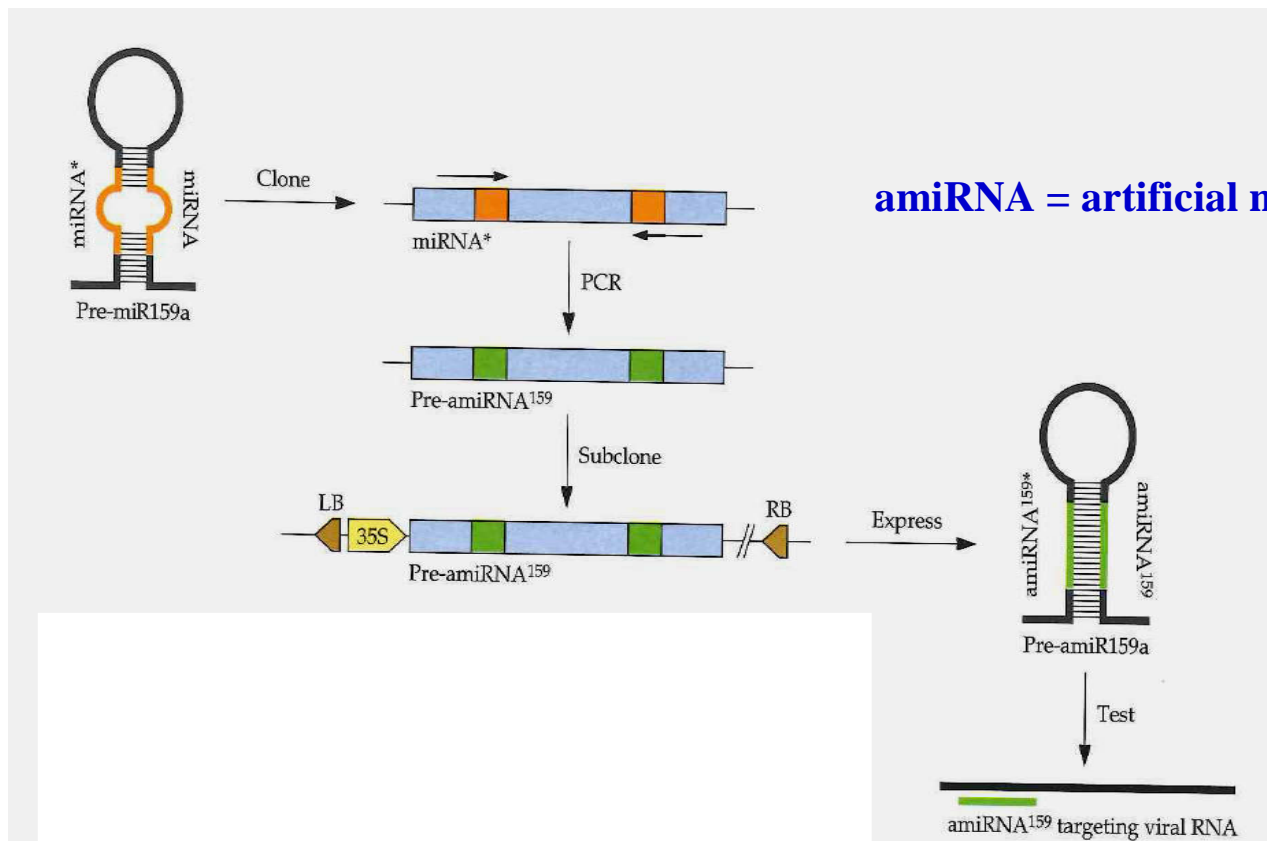 miRNA*
miRNA
Pre-miR159a
Clone
miRNA*
amiRNA = artificial
PCR
Pre-amiRNA¹⁵⁹
Subclone
LB
35S
RB
Pre-amiRNA¹⁵⁹
Express
amiRNA¹⁵⁹*
amiRNA¹⁵⁹
Pre-amiR159a
Test
amiRNA¹⁵⁹ targeting viral RNA